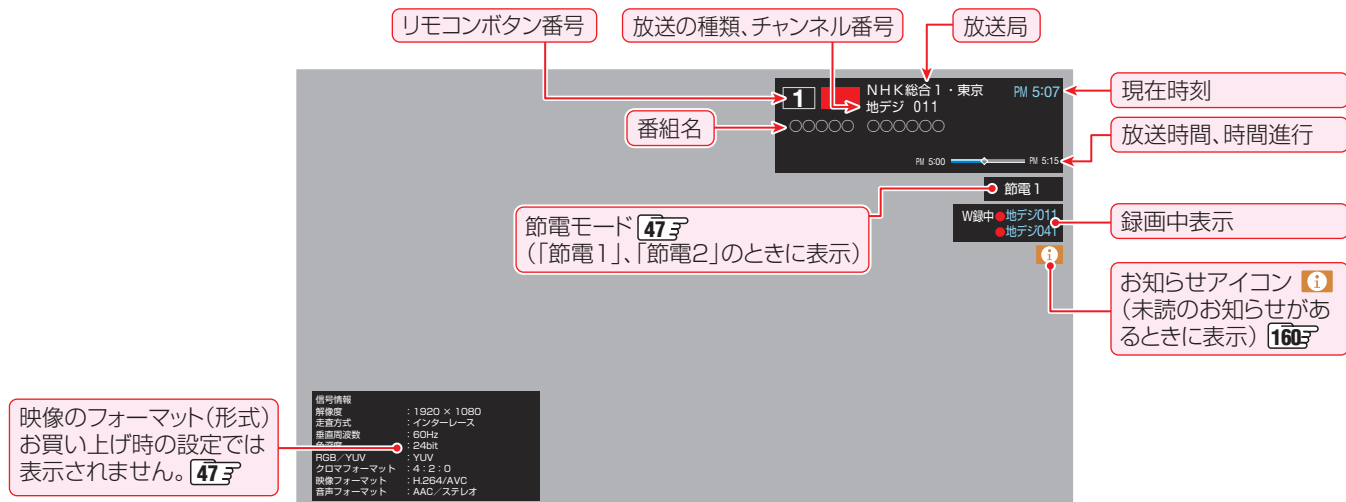 リモコンボタン番号
放送の種類、チャンネル番号
放送局
1
NHK総合1・東京
PM 5:07
地デジ 011
現在時刻
番組名
○○○○○ ○○○○○○
放送時間、時間進行
PM 5:00
PM 5:15
節電1
節電モード 47
(「節電1」、「節電2」のときに表示)
W録中●地デジ011
●地デジ041
録画中表示
お知らせアイコン
(未読のお知らせがあ
るときに表示) 160
映像のフォーマット(形式)
お買い上げ時の設定では
表示されません。47
信号情報
解像度 : 1920 × 1080
走査方式 : インターレース
垂直周波数 : 60Hz
色深度 : 24bit
RGB/YUV : YUV
クロマフォーマット : 4:2:0
映像フォーマット : H.264/AVC
音声フォーマット : AAC/ステレオ